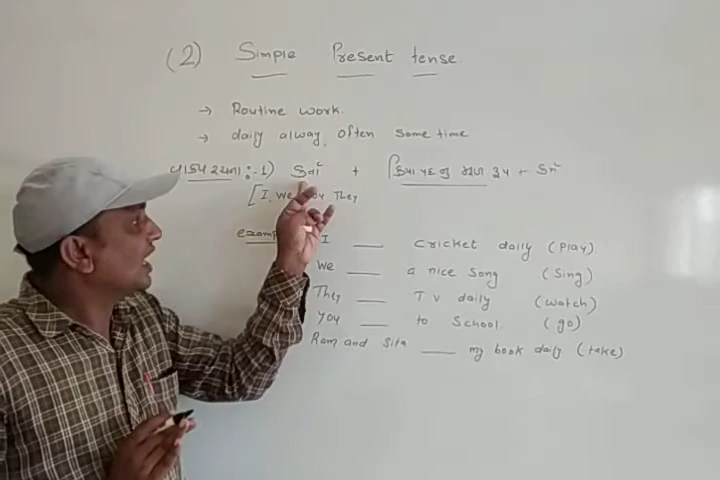 (2) Simple Present tense
→ Routine work.
→ daily alway, often some time
વાક્ય રચના :- 1) કર્તા + ક્રિયાપદનું મૂળ રૂપ + કર્મ
[I, We, You They
example I ___ cricket daily (play)
We ___ a nice song (sing)
They ___ TV daily (watch)
You ___ to school. (go)
Ram and Sita ___ my book daily (take)